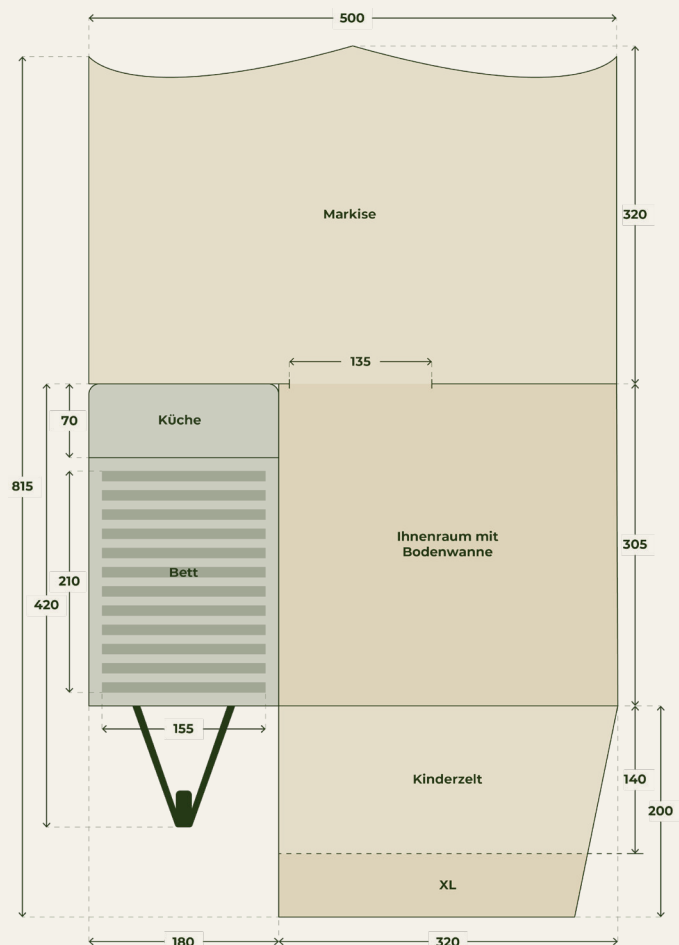 500
Markise
320
135
Küche
70
815
Ihnenraum mit
Bodenwanne
305
Bett
210
420
155
Kinderzelt
140
200
XL
180
320